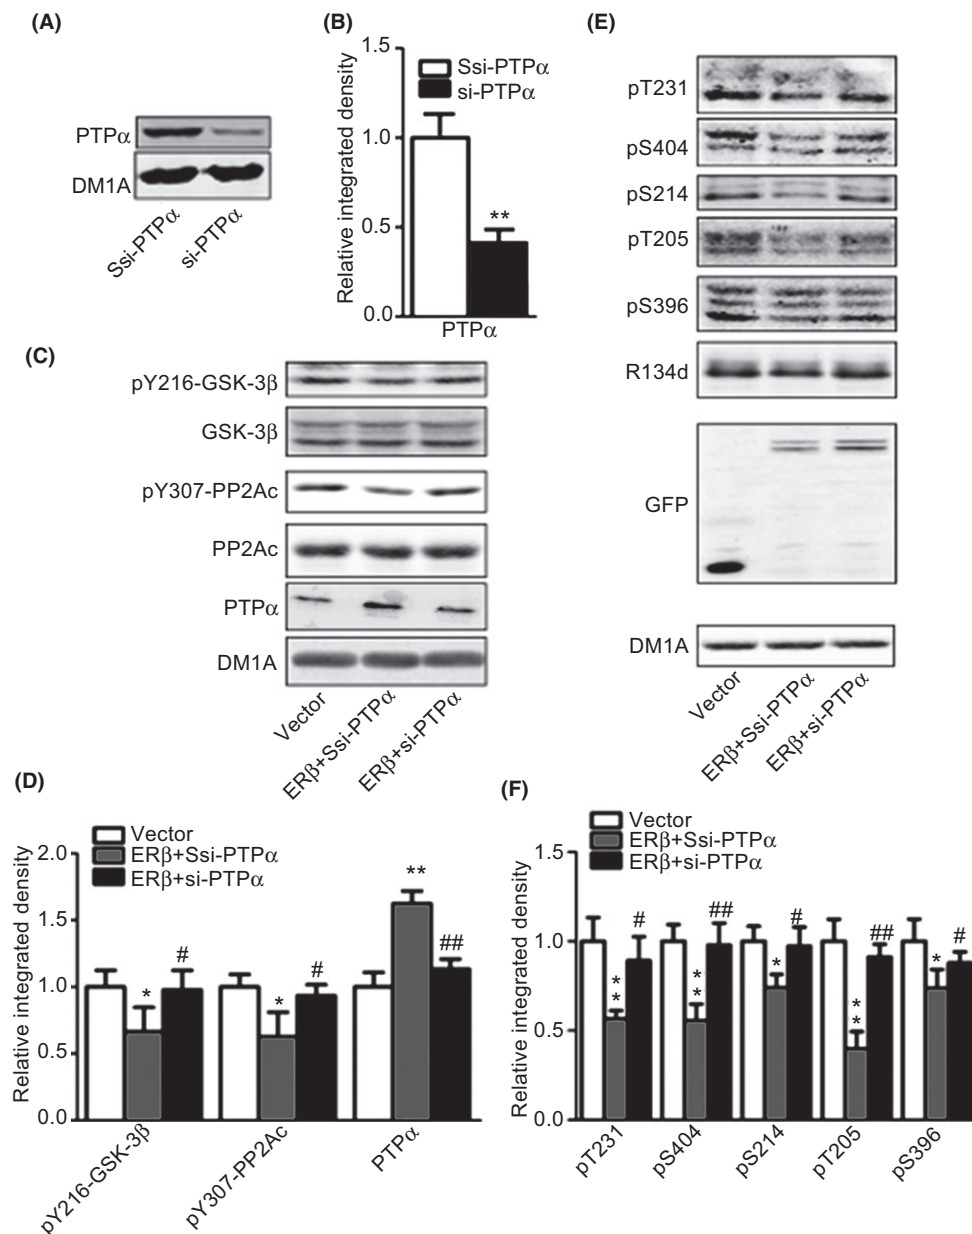 (A)
PTPα
DM1A
Ssi-PTPα
si-PTPα
(B)
Relative integrated density
1.5
1.0
0.5
0.0
Ssi-PTPα
si-PTPα
**
PTPα
(C)
pY216-GSK-3β
GSK-3β
pY307-PP2Ac
PP2Ac
PTPα
DM1A
Vector
ERβ+Ssi-PTPα
ERβ+si-PTPα
(E)
pT231
pS404
pS214
pT205
pS396
R134d
GFP
DM1A
Vector
ERβ+Ssi-PTPα
ERβ+si-PTPα
(D)
Vector
ERβ+Ssi-PTPα
ERβ+si-PTPα
Relative integrated density
2.0
1.5
1.0
0.5
0.0
* #
* #
** ##
pY216-GSK-3β
pY307-PP2Ac
PTPα
(F)
Vector
ERβ+Ssi-PTPα
ERβ+si-PTPα
Relative integrated density
1.5
1.0
0.5
0.0
** #
** ##
* #
** ##
* #
pT231
pS404
pS214
pT205
pS396